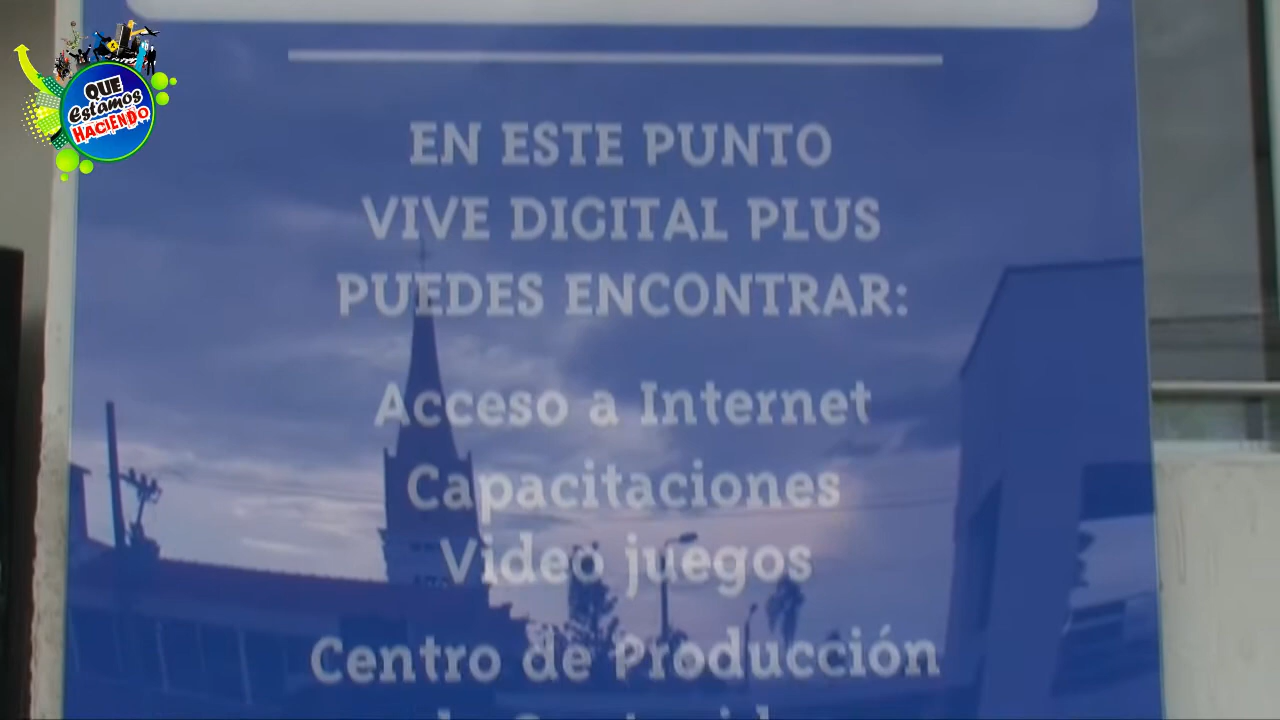 QUE
Estamos
HACIENDO
EN ESTE PUNTO
VIVE DIGITAL PLUS
PUEDES ENCONTRAR:
Acceso a Internet
Capacitaciones
Video juegos
Centro de Producción